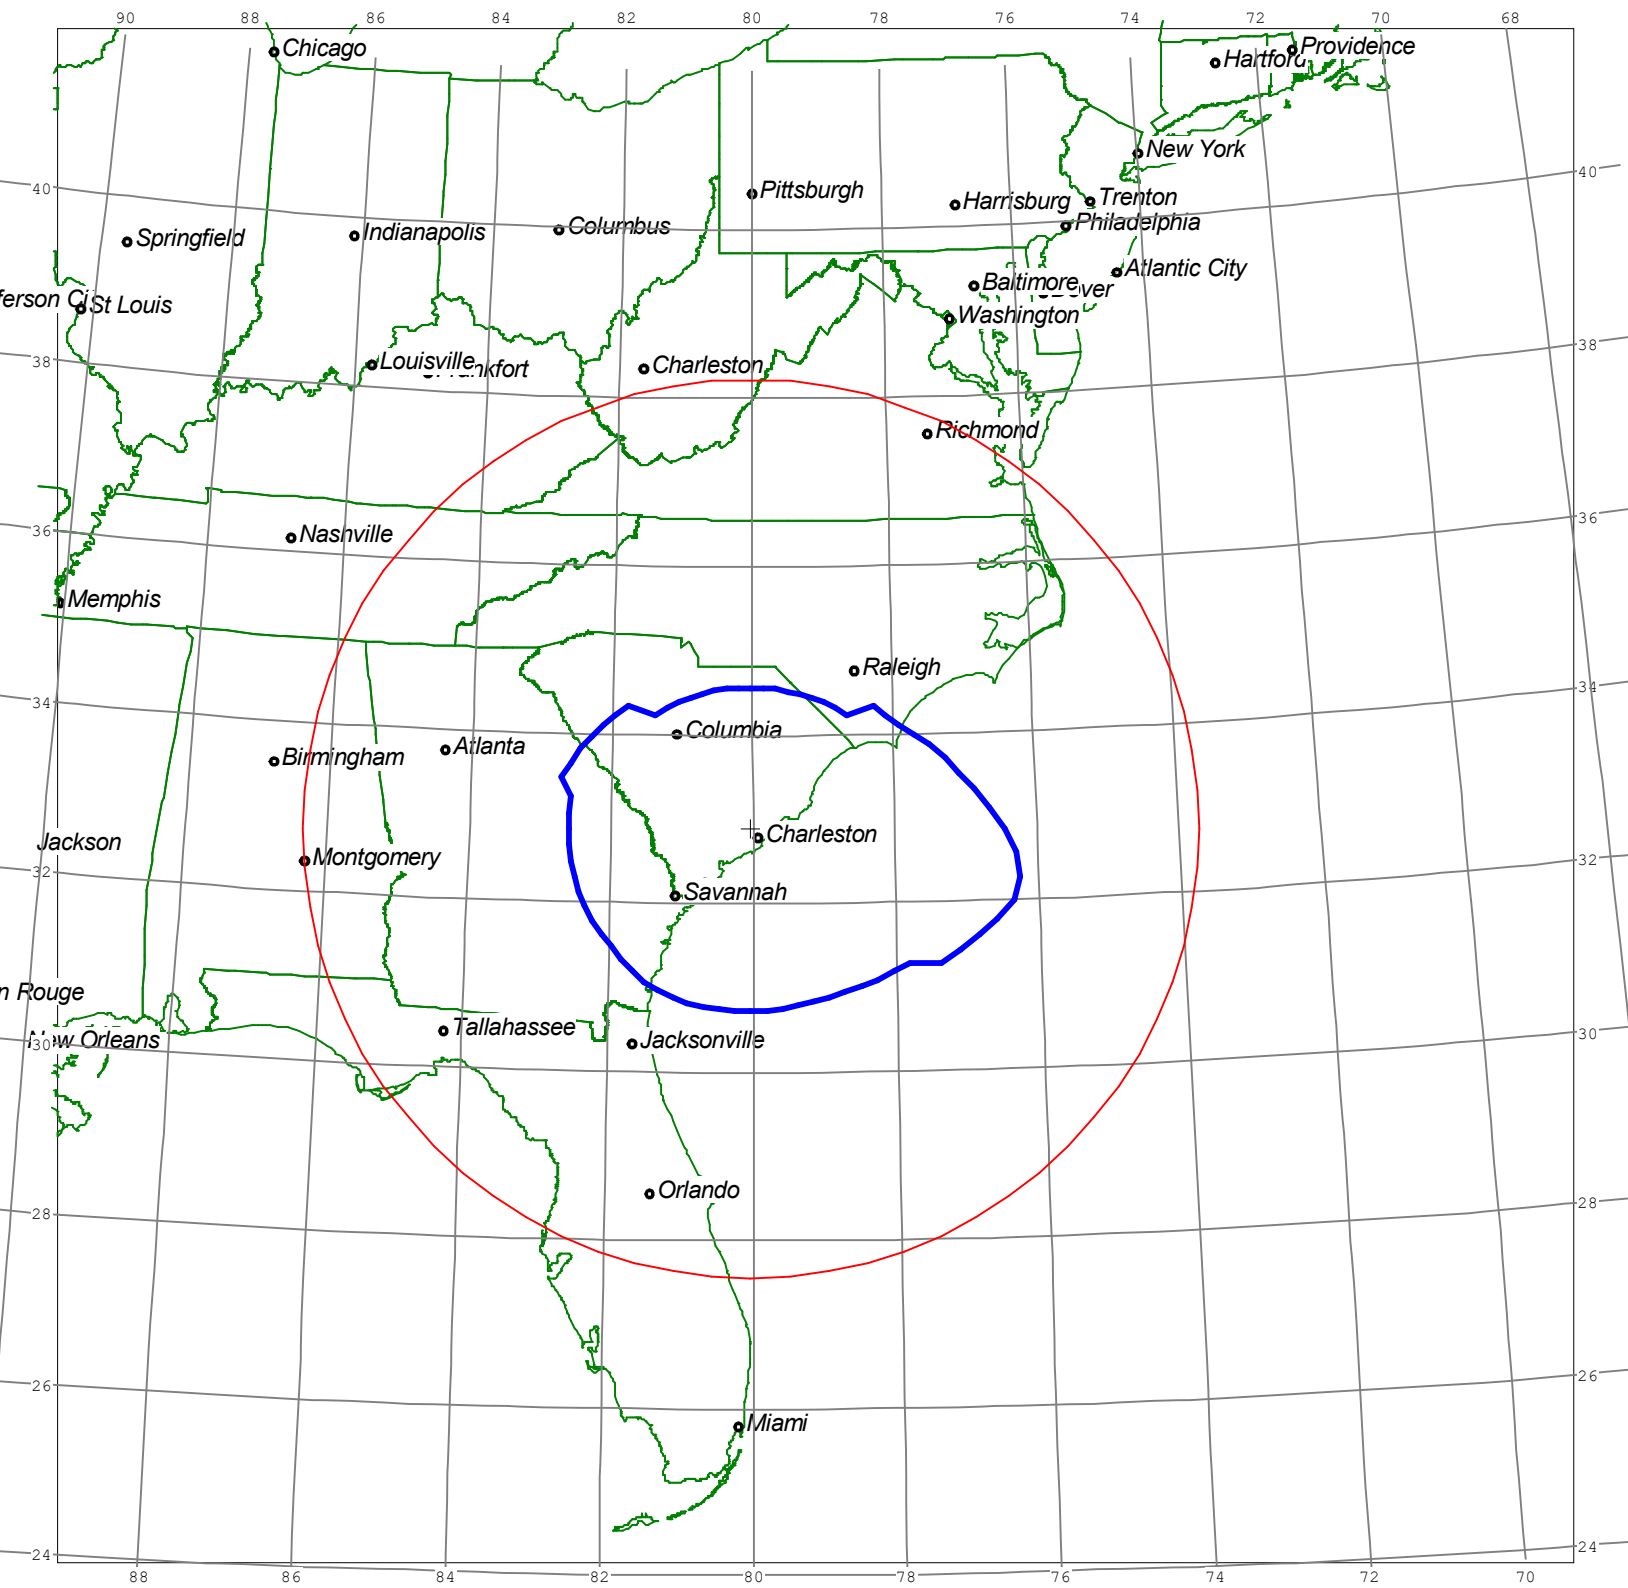 90 88 86 84 82 80 78 76 74 72 70 68
Chicago
Providence
Hartford
New York
40 40
Pittsburgh
Harrisburg
Trenton
Springfield
Indianapolis
Columbus
Philadelphia
Atlantic City
Baltimore
ferson Ci
St Louis
Washington
38 38
Louisville
nkfort
Charleston
Richmond
36 36
Nashville
Memphis
Raleigh
34 34
Columbia
Birmingham
Atlanta
Charleston
Jackson
Montgomery
32 32
Savannah
n Rouge
Tallahassee
Jacksonville
New Orleans
30 30
Orlando
28 28
26 26
Miami
24 24
88 86 84 82 80 78 76 74 72 70